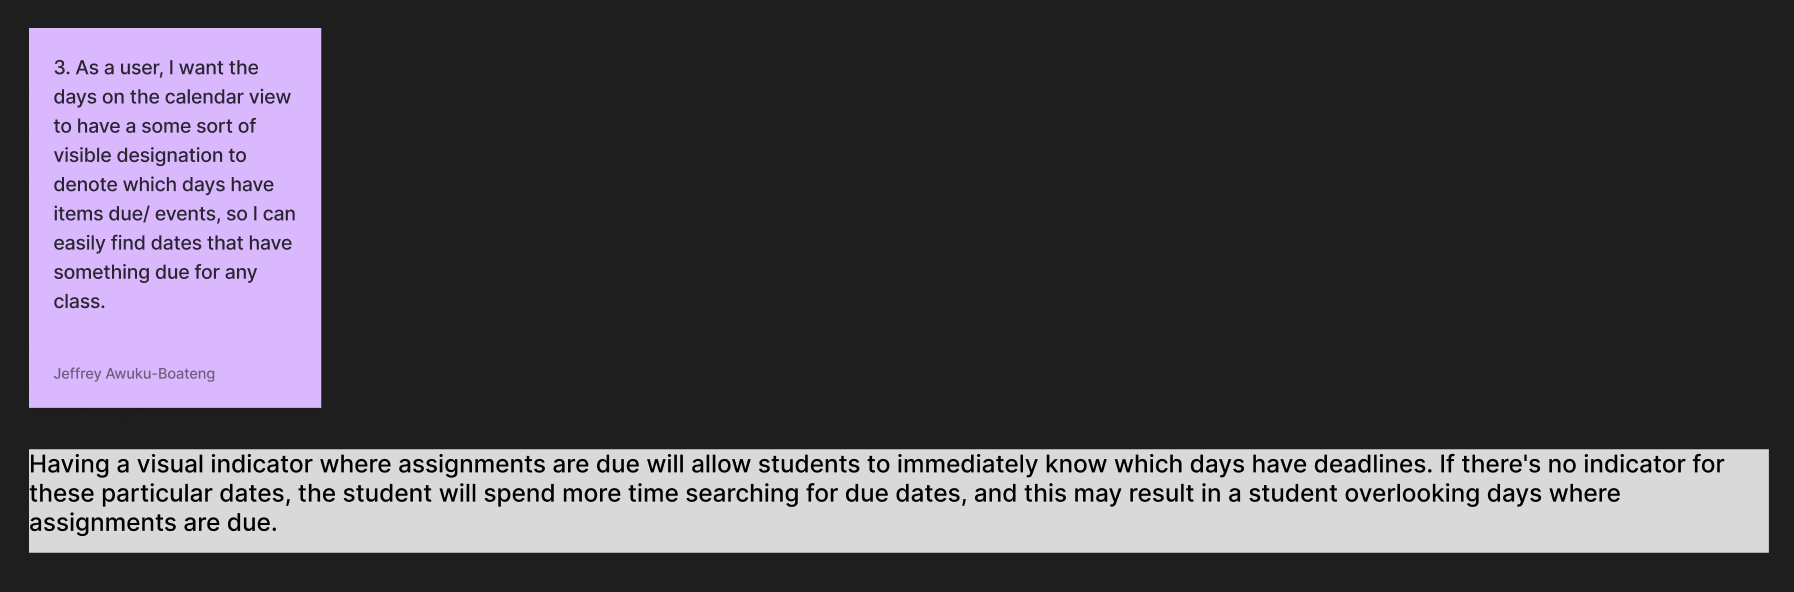 3. As a user, I want the
days on the calendar view
to have a some sort of
visible designation to
denote which days have
items due/ events, so I can
easily find dates that have
something due for any
class.
Jeffrey Awuku-Boateng
Having a visual indicator where assignments are due will allow students to immediately know which days have deadlines. If there's no indicator for
these particular dates, the student will spend more time searching for due dates, and this may result in a student overlooking days where
assignments are due.